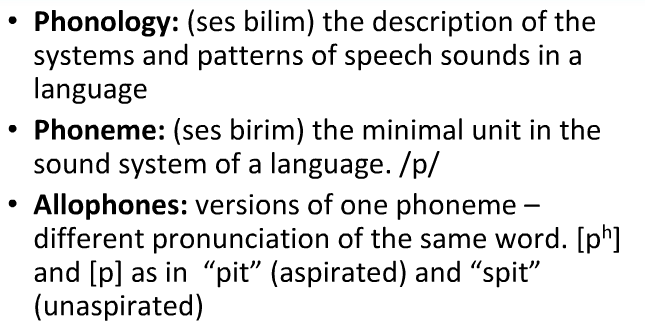 • Phonology: (ses bilim) the description of the
systems and patterns of speech sounds in a
language
• Phoneme: (ses birim) the minimal unit in the
sound system of a language. /p/
• Allophones: versions of one phoneme –
different pronunciation of the same word. [pʰ]
and [p] as in  “pit” (aspirated) and “spit”
(unaspirated)